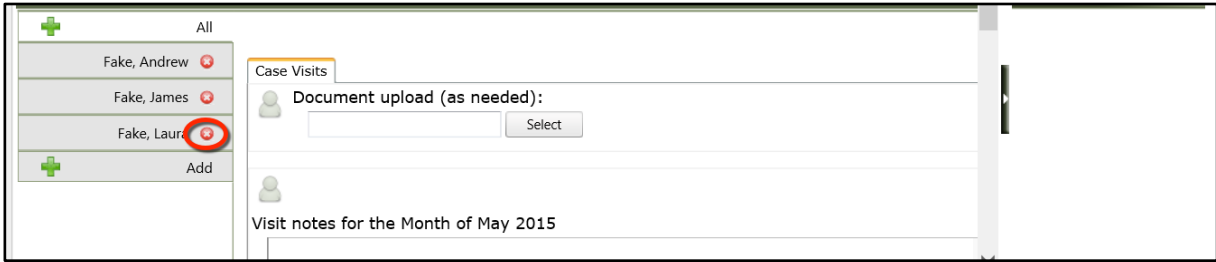 All
Fake, Andrew
Fake, James
Fake, Laura
Add
Case Visits
Document upload (as needed):
Select
Visit notes for the Month of May 2015